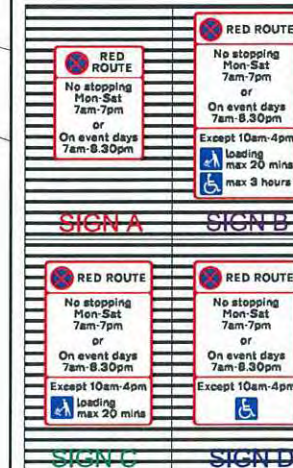 RED
ROUTE
No stopping
Mon-Sat
7am-7pm
or
On event days
7am-8.30pm
SIGN A
RED ROUTE
No stopping
Mon-Sat
7am-7pm
or
On event days
7am-8.30pm
Except 10am-4pm
loading
max 20 mins
max 3 hours
SIGN B
RED ROUTE
No stopping
Mon-Sat
7am-7pm
or
On event days
7am-8.30pm
Except 10am-4pm
loading
max 20 mins
SIGN C
RED ROUTE
No stopping
Mon-Sat
7am-7pm
or
On event days
7am-8.30pm
Except 10am-4pm
SIGN D